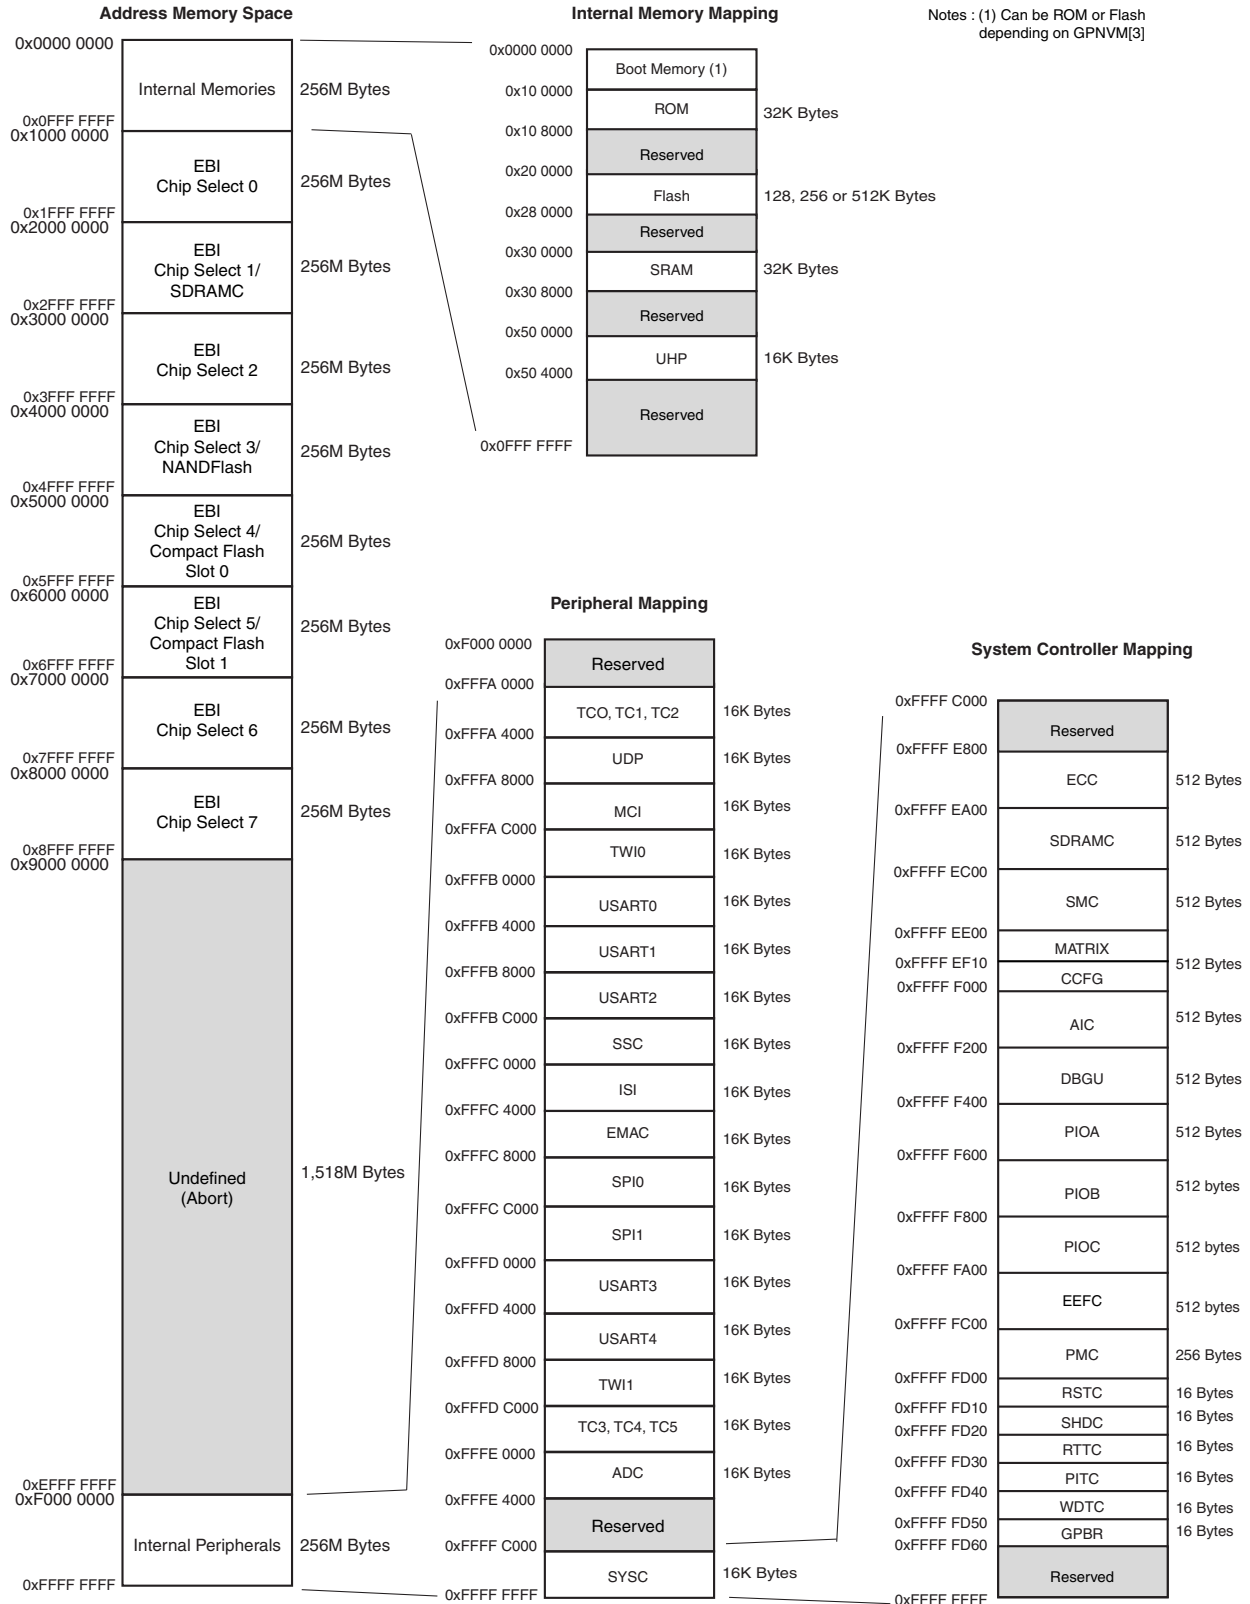 Address Memory Space
0x0000 0000
Internal Memories
256M Bytes
0x0FFF FFFF
0x1000 0000
EBI
Chip Select 0
256M Bytes
0x1FFF FFFF
0x2000 0000
EBI
Chip Select 1/
SDRAMC
256M Bytes
0x2FFF FFFF
0x3000 0000
EBI
Chip Select 2
256M Bytes
0x3FFF FFFF
0x4000 0000
EBI
Chip Select 3/
NANDFlash
256M Bytes
0x4FFF FFFF
0x5000 0000
EBI
Chip Select 4/
Compact Flash
Slot 0
256M Bytes
0x5FFF FFFF
0x6000 0000
EBI
Chip Select 5/
Compact Flash
Slot 1
256M Bytes
0x6FFF FFFF
0x7000 0000
EBI
Chip Select 6
256M Bytes
0x7FFF FFFF
0x8000 0000
EBI
Chip Select 7
256M Bytes
0x8FFF FFFF
0x9000 0000
Undefined
(Abort)
1,518M Bytes
0xEFFF FFFF
0xF000 0000
Internal Peripherals
256M Bytes
0xFFFF FFFF
Internal Memory Mapping
0x0000 0000
Boot Memory (1)
0x10 0000
ROM
32K Bytes
0x10 8000
Reserved
0x20 0000
Flash
128, 256 or 512K Bytes
0x28 0000
Reserved
0x30 0000
SRAM
32K Bytes
0x30 8000
Reserved
0x50 0000
UHP
16K Bytes
0x50 4000
Reserved
0x0FFF FFFF
Notes : (1) Can be ROM or Flash
depending on GPNVM[3]
Peripheral Mapping
0xF000 0000
Reserved
0xFFFA 0000
TCO, TC1, TC2
16K Bytes
0xFFFA 4000
UDP
16K Bytes
0xFFFA 8000
MCI
16K Bytes
0xFFFA C000
TWI0
16K Bytes
0xFFFB 0000
USART0
16K Bytes
0xFFFB 4000
USART1
16K Bytes
0xFFFB 8000
USART2
16K Bytes
0xFFFB C000
SSC
16K Bytes
0xFFFC 0000
ISI
16K Bytes
0xFFFC 4000
EMAC
16K Bytes
0xFFFC 8000
SPI0
16K Bytes
0xFFFC C000
SPI1
16K Bytes
0xFFFD 0000
USART3
16K Bytes
0xFFFD 4000
USART4
16K Bytes
0xFFFD 8000
TWI1
16K Bytes
0xFFFD C000
TC3, TC4, TC5
16K Bytes
0xFFFE 0000
ADC
16K Bytes
0xFFFE 4000
Reserved
0xFFFF C000
SYSC
16K Bytes
0xFFFF FFFF
System Controller Mapping
0xFFFF C000
Reserved
0xFFFF E800
ECC
512 Bytes
0xFFFF EA00
SDRAMC
512 Bytes
0xFFFF EC00
SMC
512 Bytes
0xFFFF EE00
MATRIX
0xFFFF EF10
512 Bytes
CCFG
0xFFFF F000
AIC
512 Bytes
0xFFFF F200
DBGU
512 Bytes
0xFFFF F400
PIOA
512 Bytes
0xFFFF F600
PIOB
512 bytes
0xFFFF F800
PIOC
512 bytes
0xFFFF FA00
EEFC
512 bytes
0xFFFF FC00
PMC
256 Bytes
0xFFFF FD00
RSTC
16 Bytes
0xFFFF FD10
SHDC
16 Bytes
0xFFFF FD20
RTTC
16 Bytes
0xFFFF FD30
PITC
16 Bytes
0xFFFF FD40
WDTC
16 Bytes
0xFFFF FD50
GPBR
16 Bytes
0xFFFF FD60
Reserved
0xFFFF FFFF